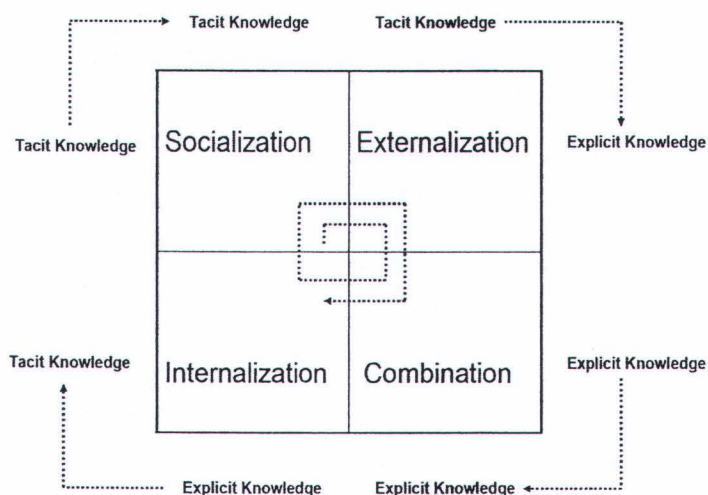 Tacit Knowledge Tacit Knowledge
Tacit Knowledge Socialization Externalization Explicit Knowledge
Tacit Knowledge Internalization Combination Explicit Knowledge
Explicit Knowledge Explicit Knowledge